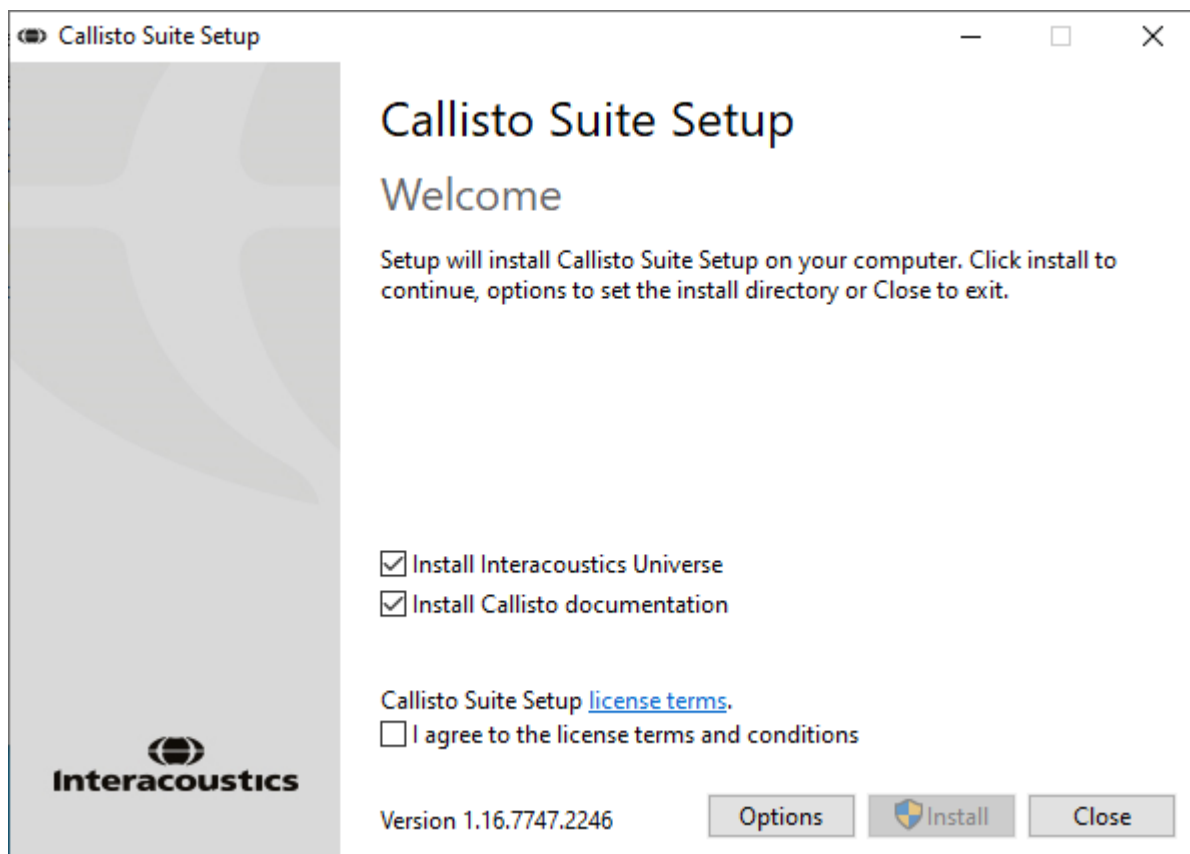 Callisto Suite Setup
Callisto Suite Setup
Welcome
Setup will install Callisto Suite Setup on your computer. Click install to
continue, options to set the install directory or Close to exit.
Install Interacoustics Universe
Install Callisto documentation
Callisto Suite Setup license terms.
I agree to the license terms and conditions
Interacoustics
Version 1.16.7747.2246
Options
Install
Close